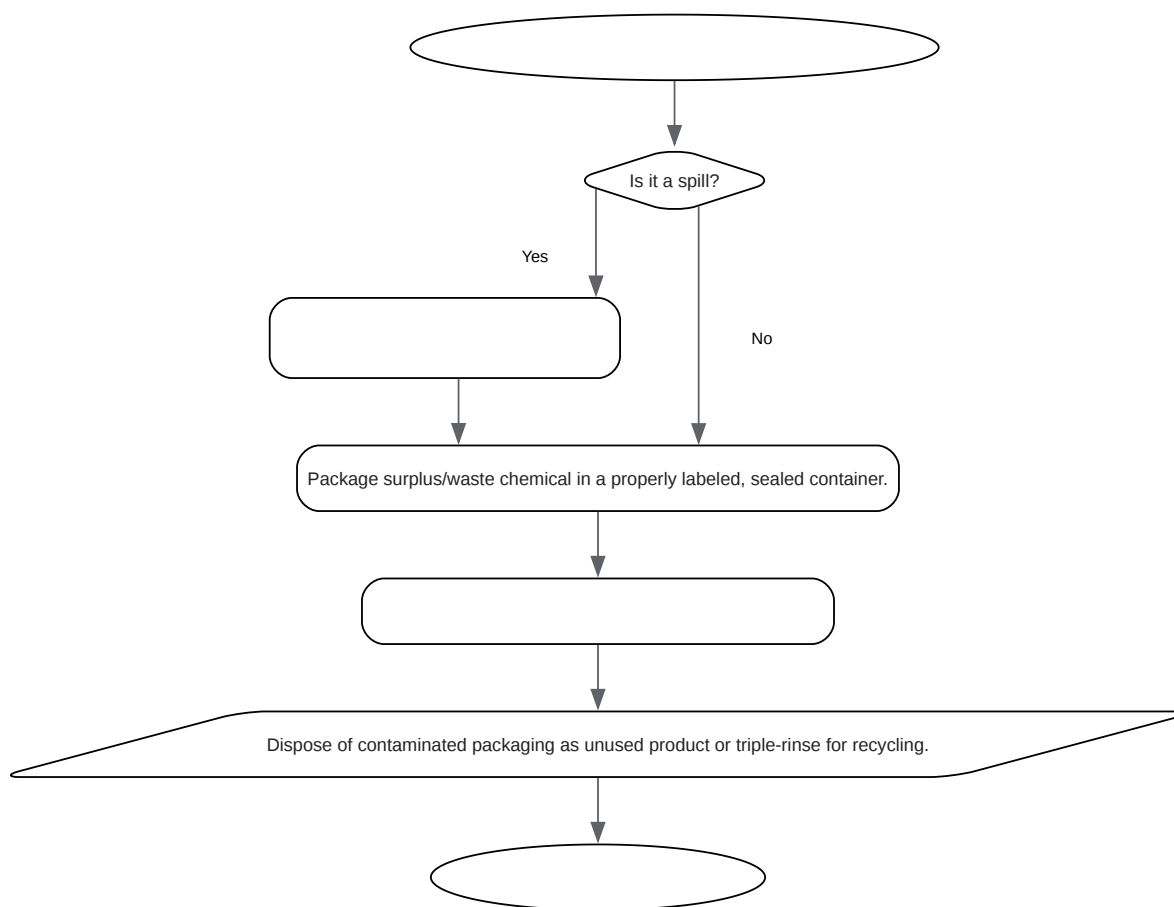 Is it a spill?
Yes
No
Package surplus/waste chemical in a properly labeled, sealed container.
Dispose of contaminated packaging as unused product or triple-rinse for recycling.